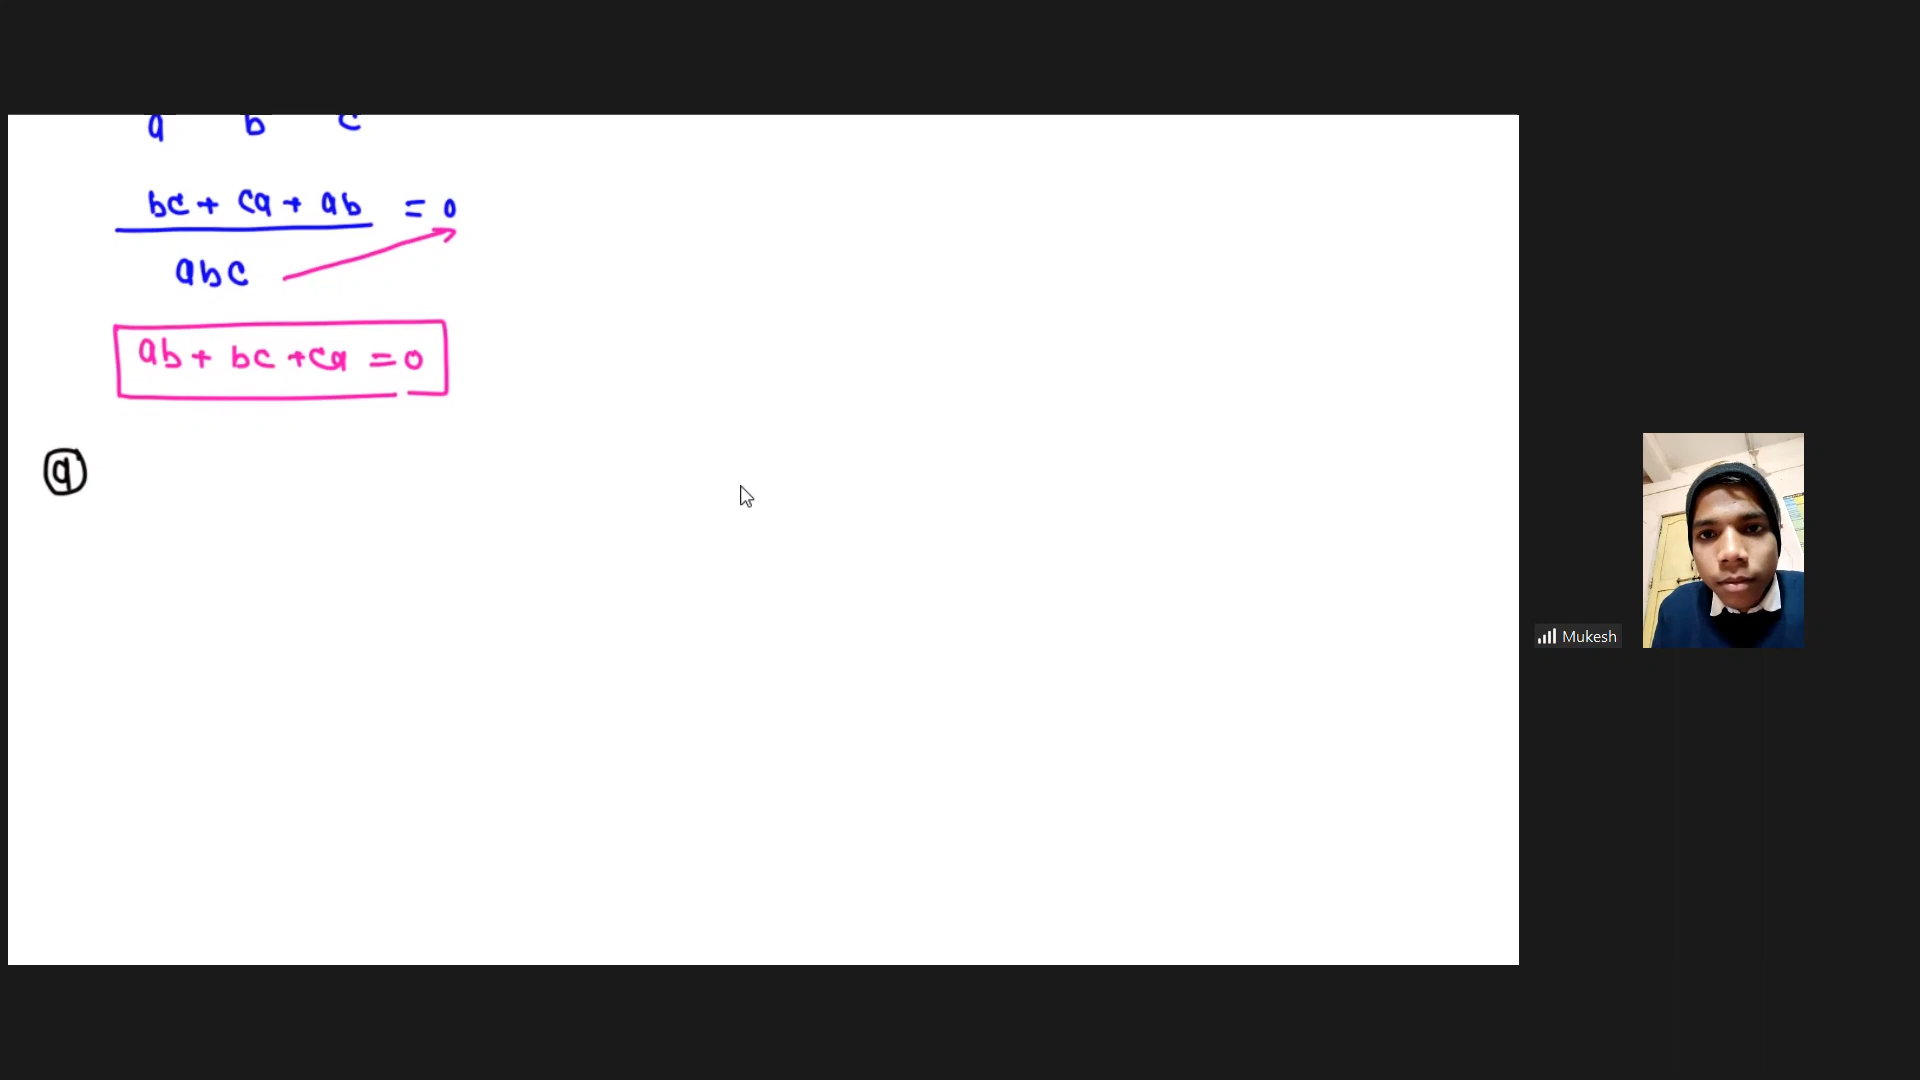 a b c
bc + ca + ab = 0
abc
ab + bc + ca = 0
q
Mukesh